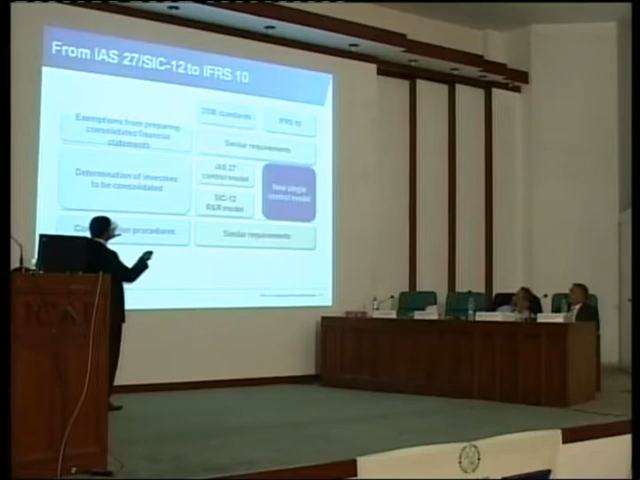 From IAS 27/SIC-12 to IFRS 10
IFRS 10
Exemptions from preparing
consolidated financial
statements
Similar requirements
Determination of investees
to be consolidated
IAS 27
control model
SIC-12
R&R model
New single
control model
procedures
Similar requirements